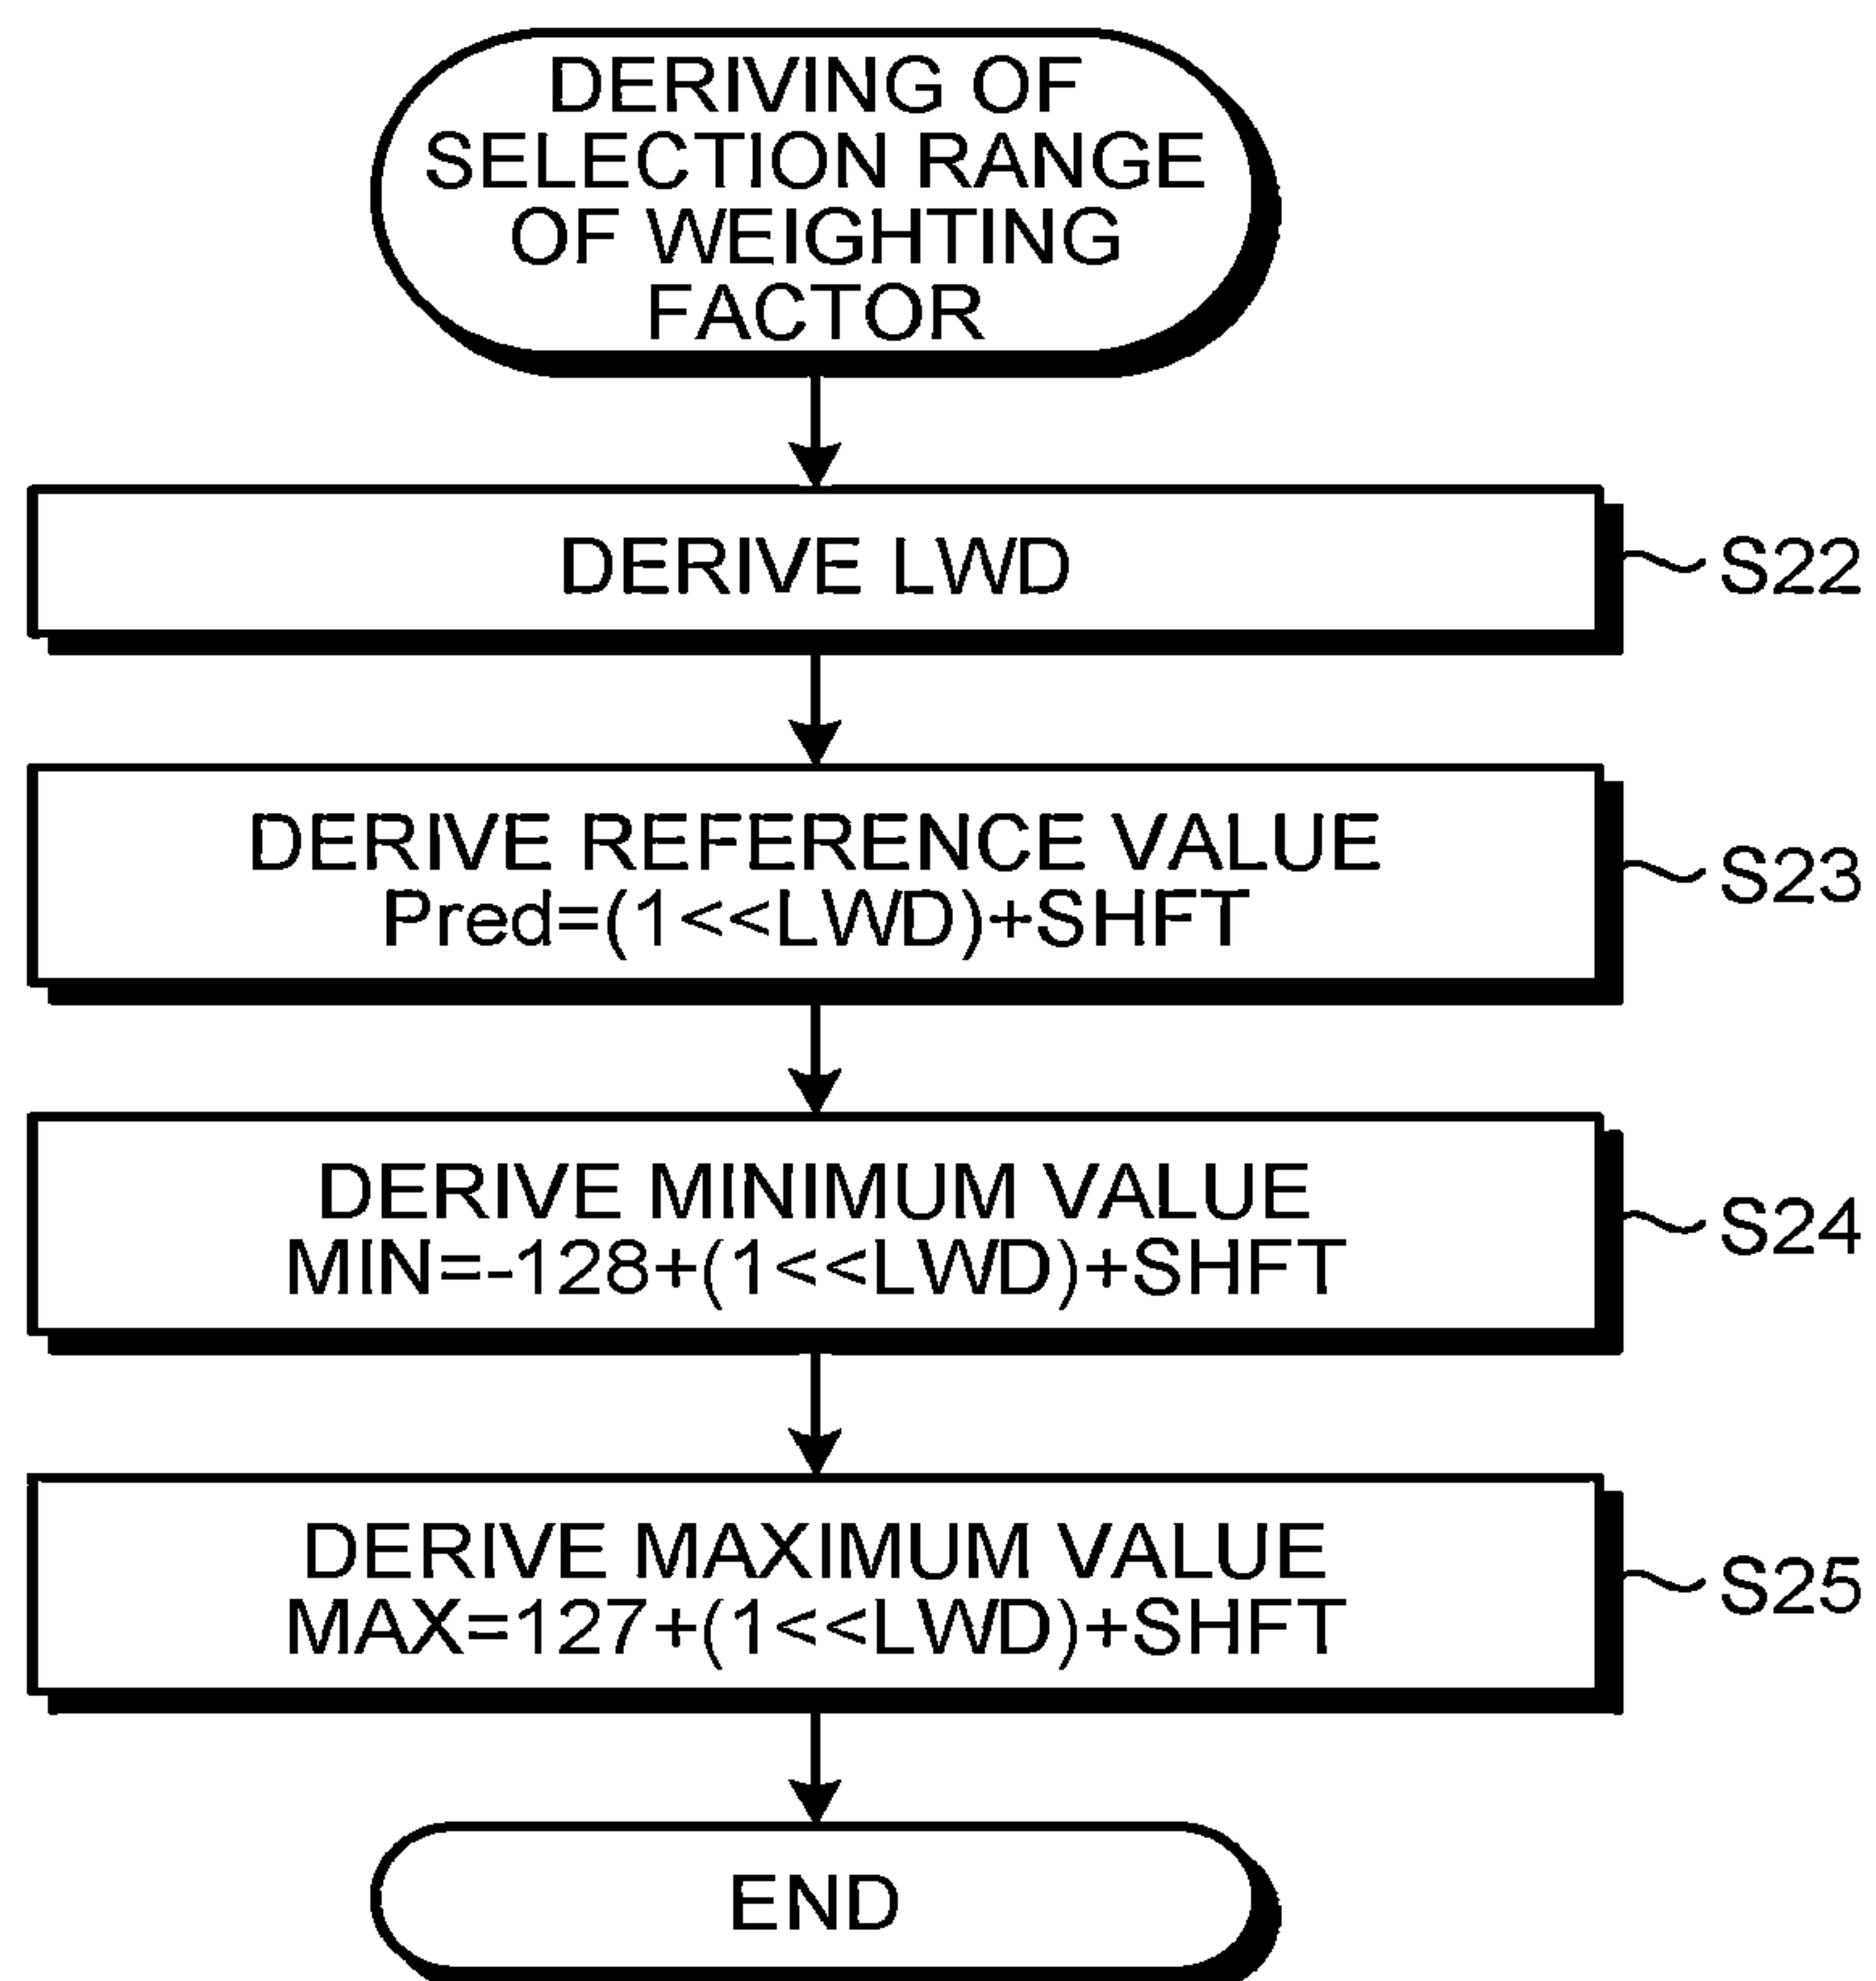 DERIVING OF
SELECTION RANGE
OF WEIGHTING
FACTOR
DERIVE LWD
S22
DERIVE REFERENCE VALUE
Pred=(1<<LWD)+SHFT
S23
DERIVE MINIMUM VALUE
MIN=-128+(1<<LWD)+SHFT
S24
DERIVE MAXIMUM VALUE
MAX=127+(1<<LWD)+SHFT
S25
END